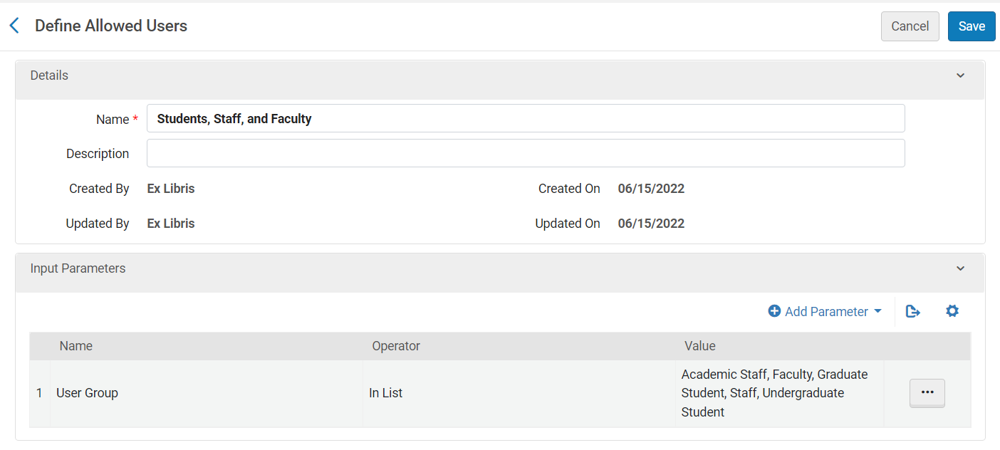 Define Allowed Users
Cancel
Save
Details
Name *
Students, Staff, and Faculty
Description
Created By
Ex Libris
Created On
06/15/2022
Updated By
Ex Libris
Updated On
06/15/2022
Input Parameters
Add Parameter
Name
Operator
Value
1
User Group
In List
Academic Staff, Faculty, Graduate
Student, Staff, Undergraduate
Student